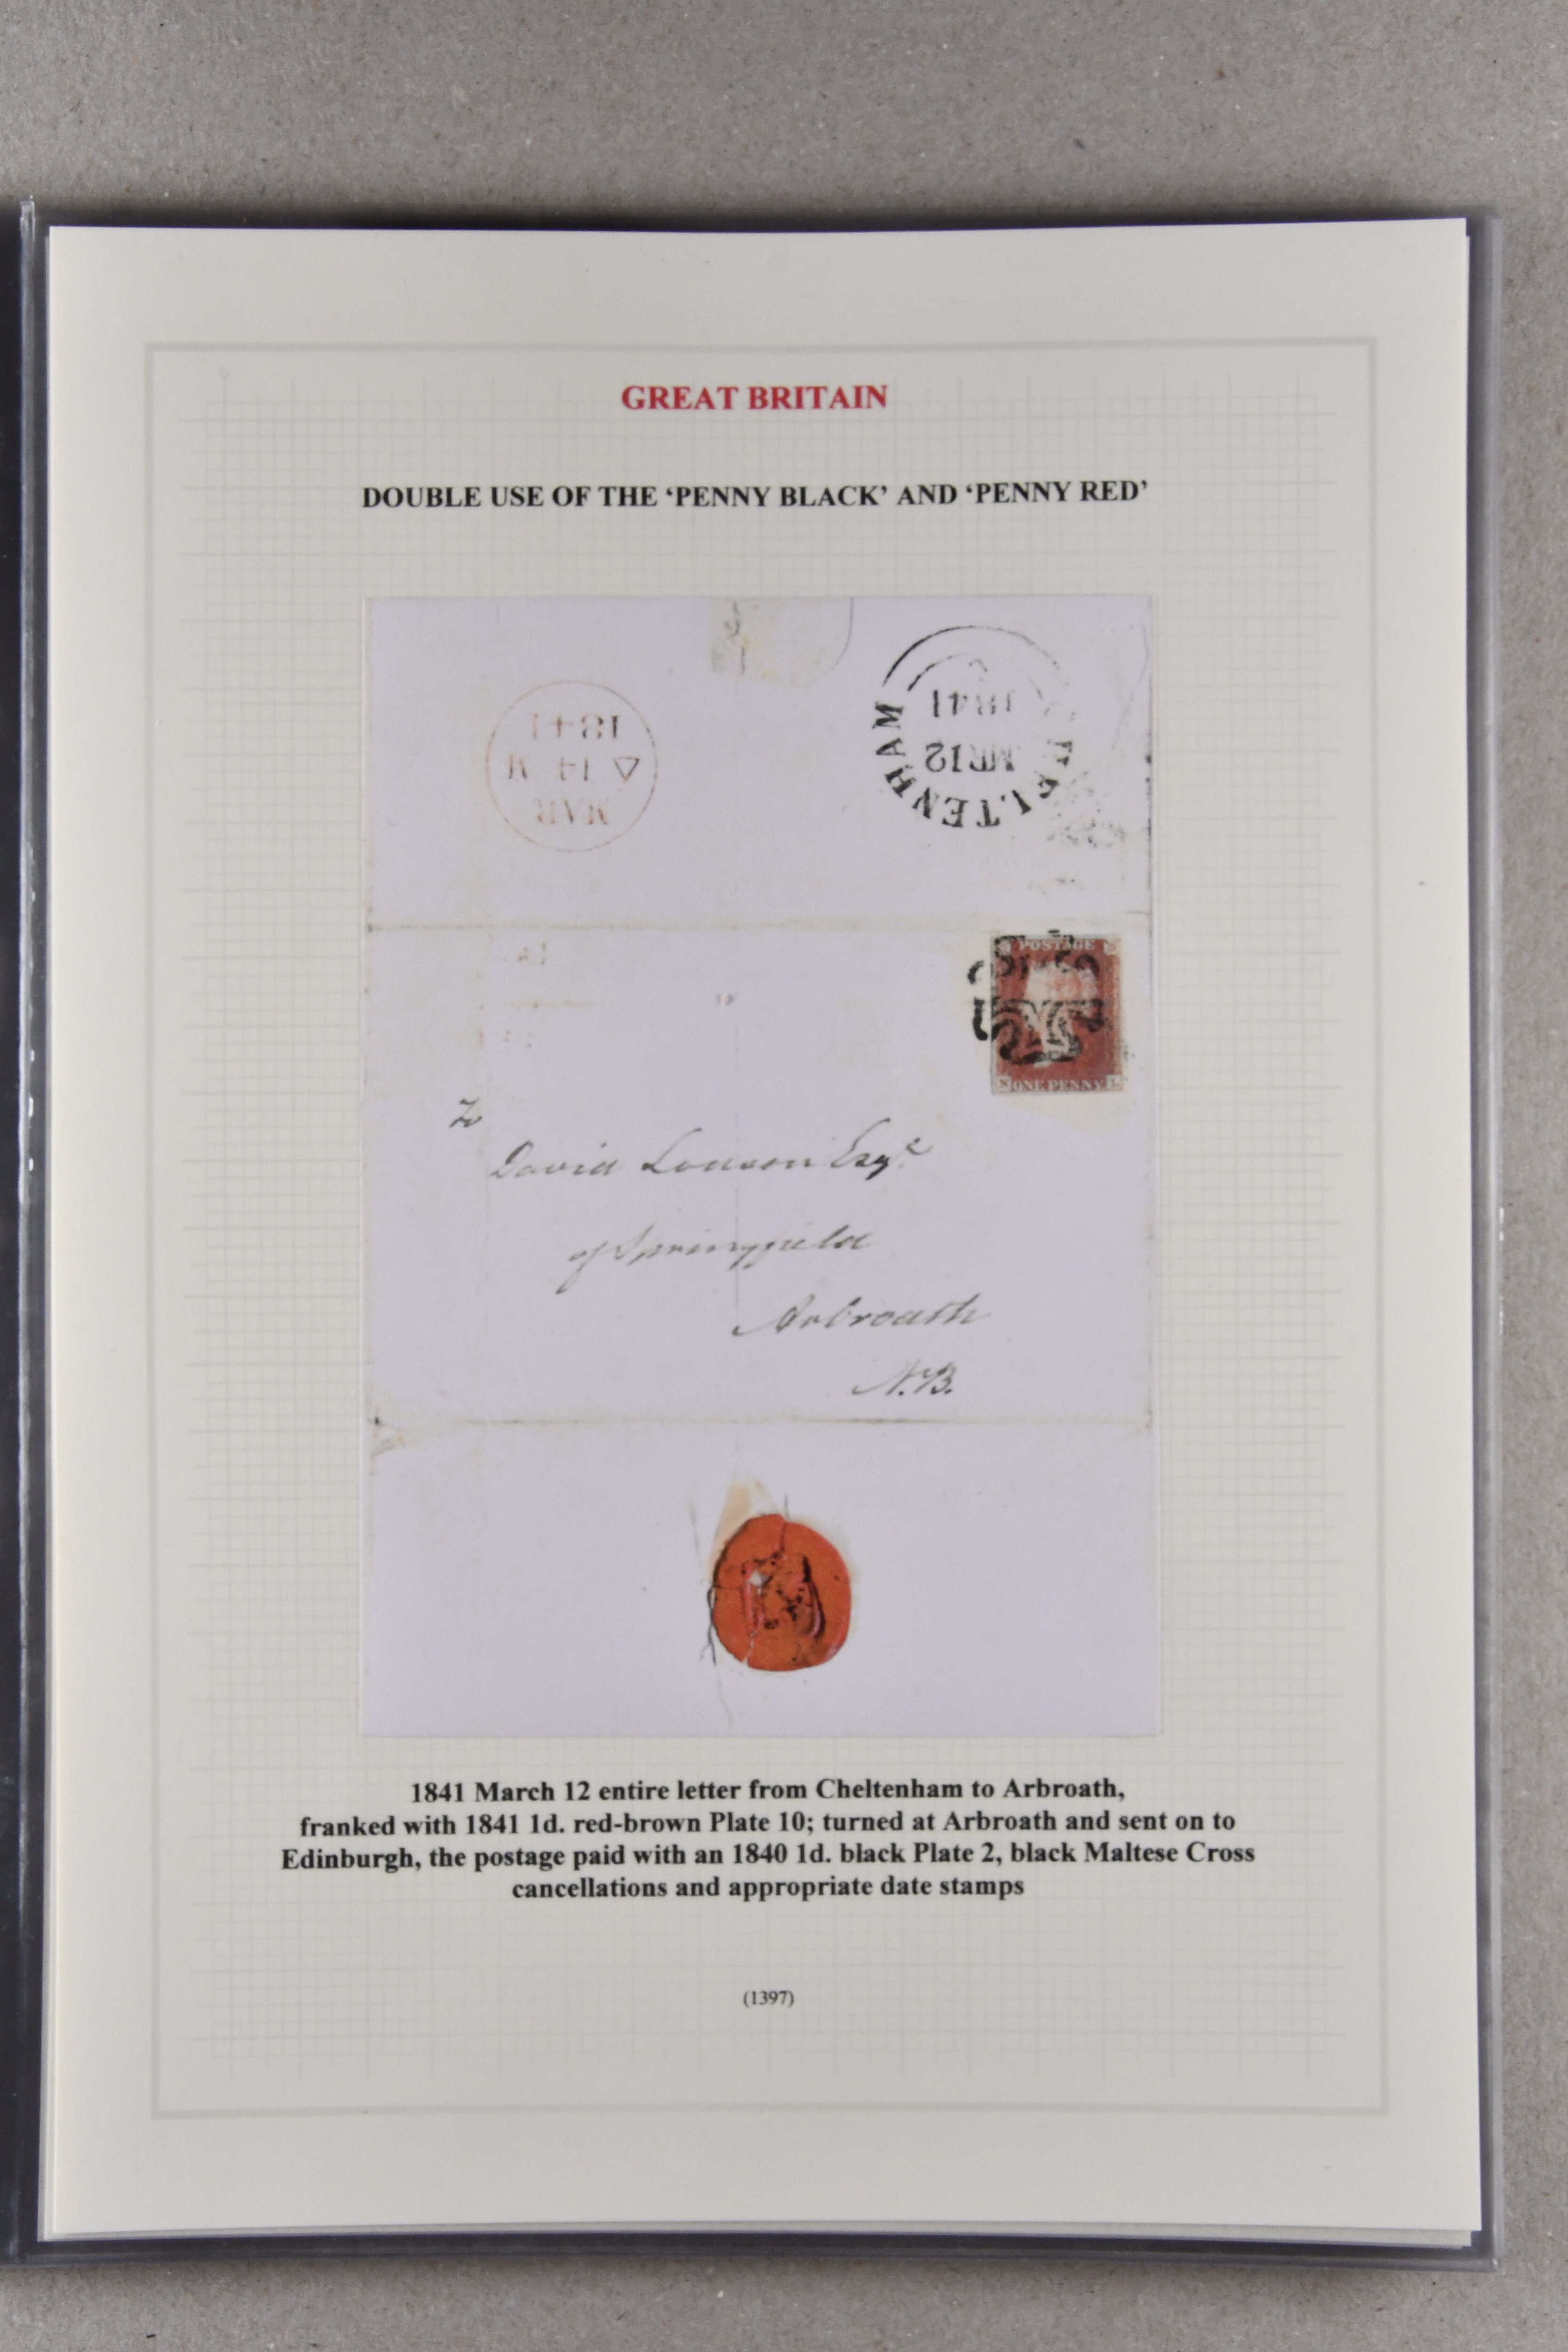 GREAT BRITAIN
DOUBLE USE OF THE ‘PENNY BLACK’ AND ‘PENNY RED’
1841
14
MAR
1841
MR12
CHELTENHAM
POSTAGE
N ONE PENNY L
To
David Louson Esqe
of Springfield
Arbroath
N.B.
1841 March 12 entire letter from Cheltenham to Arbroath,
franked with 1841 1d. red-brown Plate 10; turned at Arbroath and sent on to
Edinburgh, the postage paid with an 1840 1d. black Plate 2, black Maltese Cross
cancellations and appropriate date stamps
(1397)